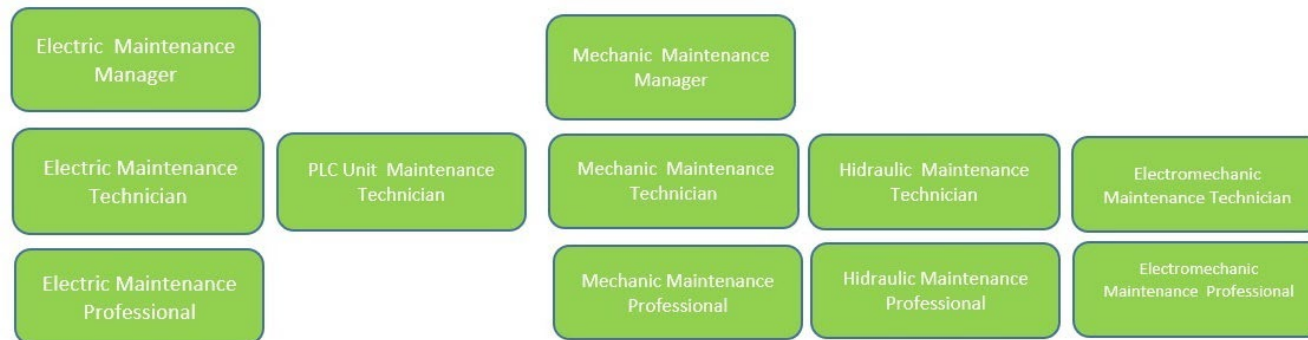 Electric Maintenance
Manager
Mechanic Maintenance
Manager
Electric Maintenance
Technician
PLC Unit Maintenance
Technician
Mechanic Maintenance
Technician
Hidraulic Maintenance
Technician
Electromechanic
Maintenance Technician
Electric Maintenance
Professional
Mechanic Maintenance
Professional
Hidraulic Maintenance
Professional
Electromechanic
Maintenance Professional